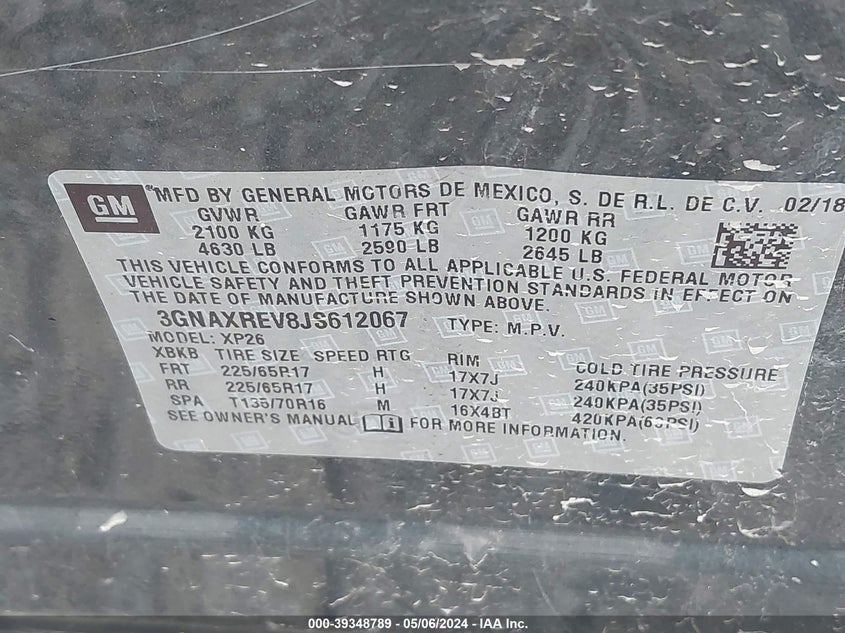 GM MFD BY GENERAL MOTORS DE MEXICO, S. DE R.L. DE C.V. 02/18
GVWR GAWR FRT GAWR RR
2100 KG 1175 KG 1200 KG
4630 LB 2590 LB 2645 LB
THIS VEHICLE CONFORMS TO ALL APPLICABLE U.S. FEDERAL MOTOR
VEHICLE SAFETY AND THEFT PREVENTION STANDARDS IN EFFECT ON
THE DATE OF MANUFACTURE SHOWN ABOVE.
3GNAXREV8JS612067 TYPE: M.P.V.
MODEL: XP26
XBKB TIRE SIZE SPEED RTG RIM COLD TIRE PRESSURE
FRT 225/65R17 H 17X7J 240KPA(35PSI)
RR 225/65R17 H 17X7J 240KPA(35PSI)
SPA T135/70R16 M 16X4BT 420KPA(60PSI)
SEE OWNER'S MANUAL FOR MORE INFORMATION.
000-39348789 - 05/06/2024 - IAA Inc.